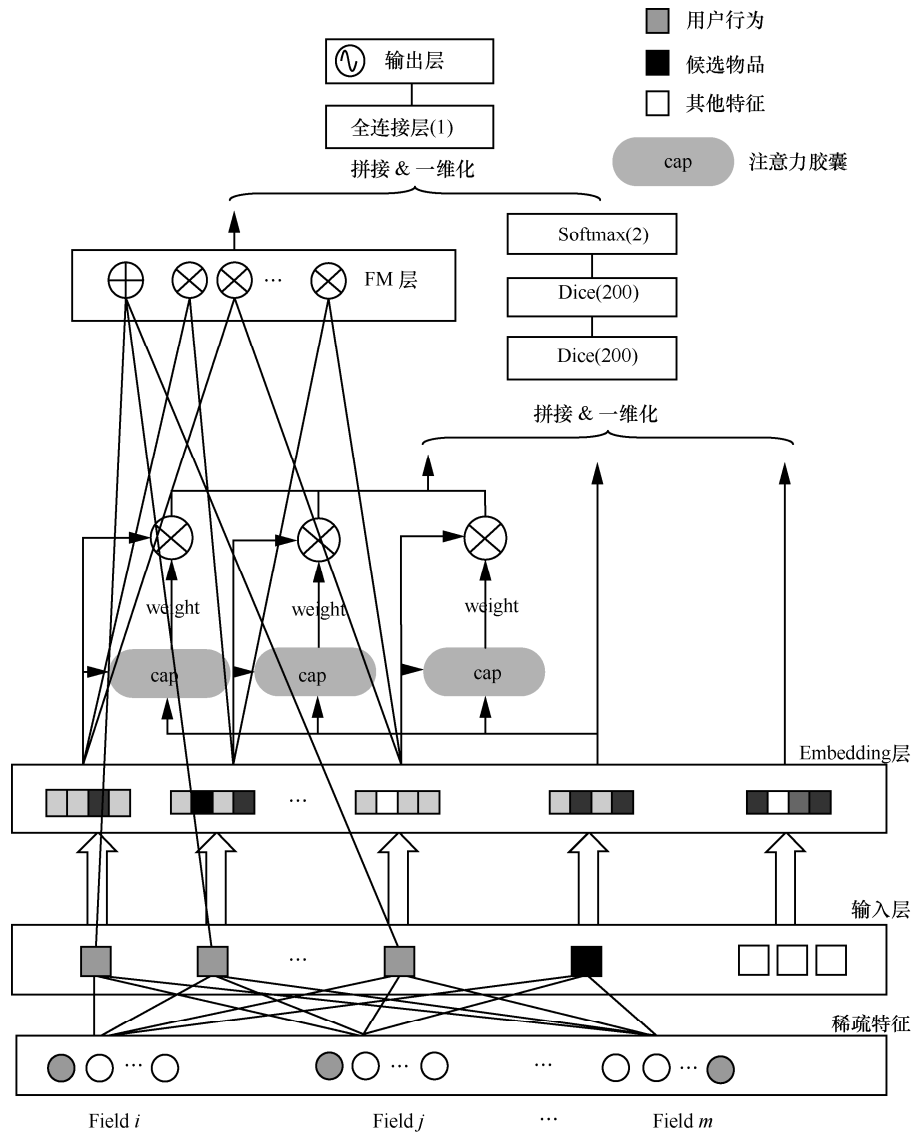 用户行为
输出层
候选物品
其他特征
全连接层(1)
cap
注意力胶囊
拼接 & 一维化
Softmax(2)
··· FM 层
Dice(200)
Dice(200)
拼接 & 一维化
weight weight weight
cap cap cap
Embedding层
···
输入层
···
稀疏特征
··· ··· ··· ···
Field i Field j ··· Field m